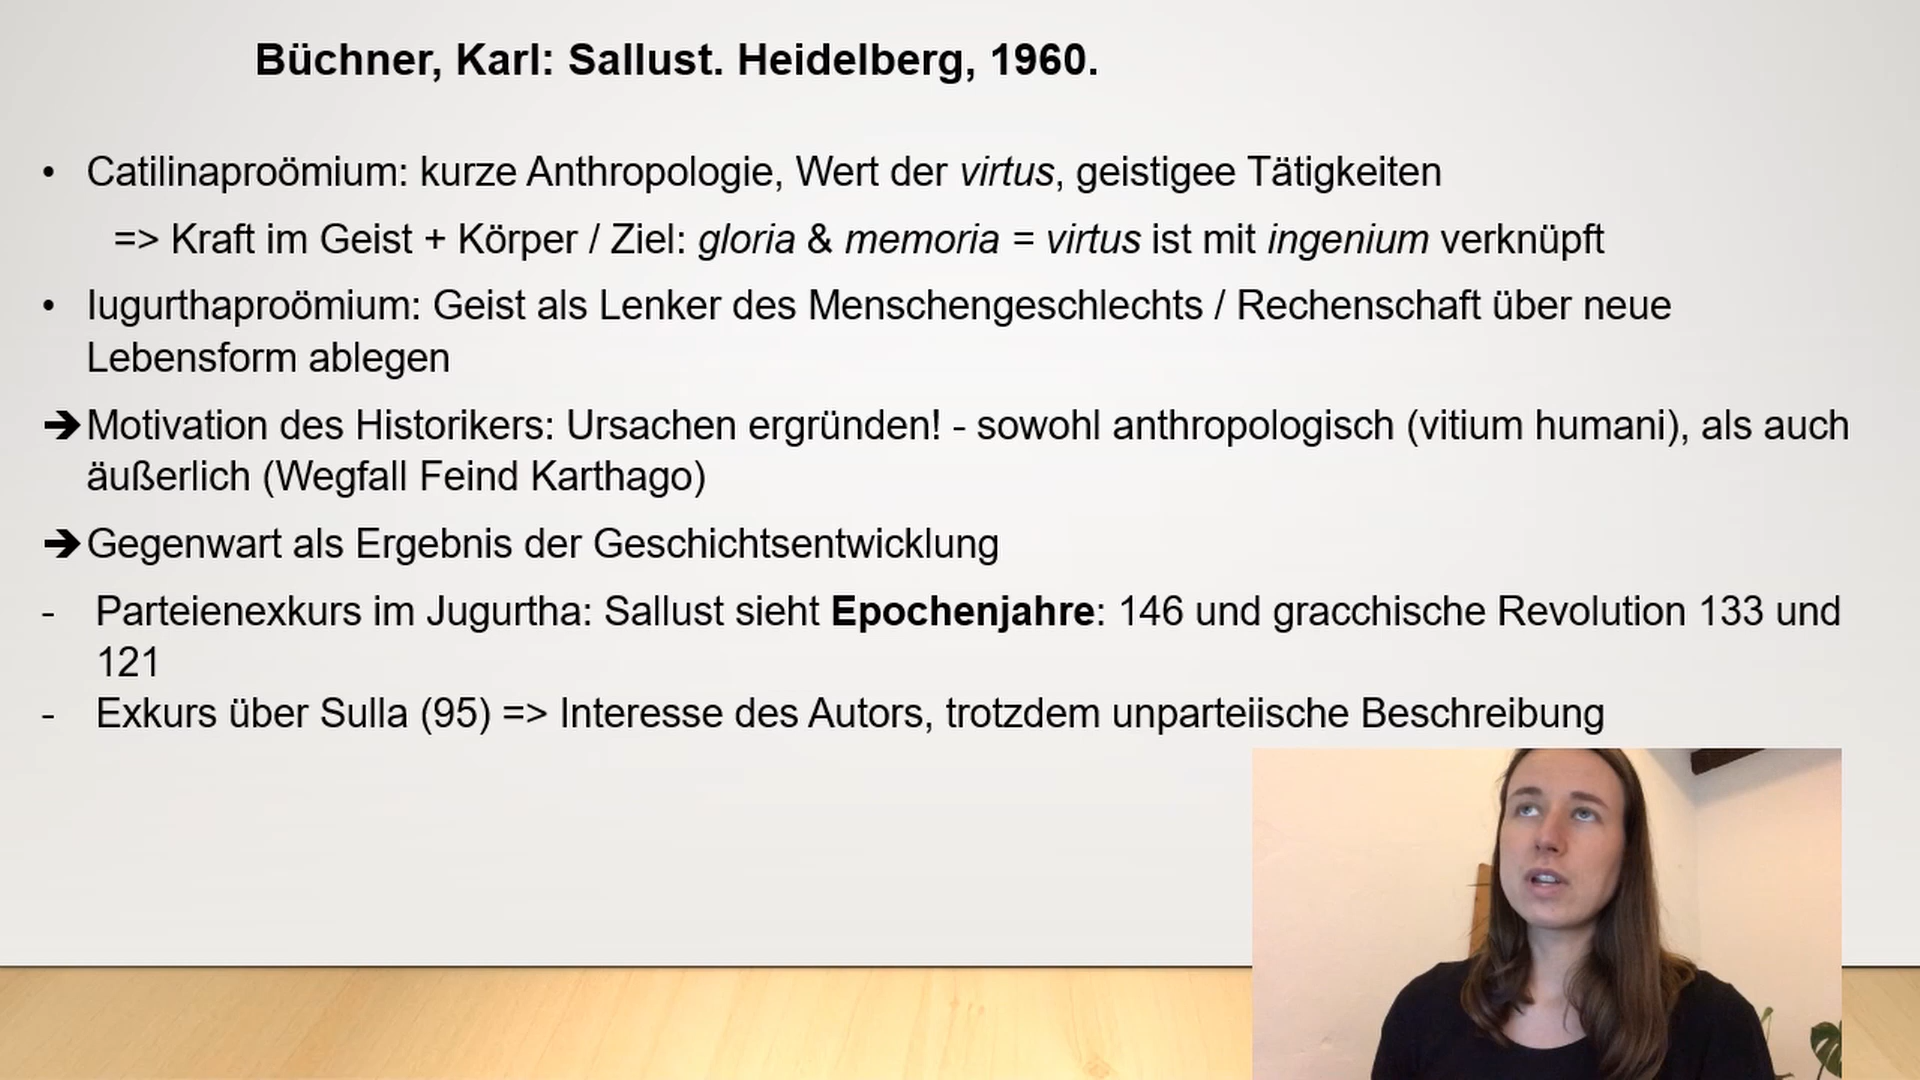 Büchner, Karl: Sallust. Heidelberg, 1960.
• Catilinaproömium: kurze Anthropologie, Wert der virtus, geistigee Tätigkeiten
=> Kraft im Geist + Körper / Ziel: gloria & memoria = virtus ist mit ingenium verknüpft
• Iugurthaproömium: Geist als Lenker des Menschengeschlechts / Rechenschaft über neue
Lebensform ablegen
➔ Motivation des Historikers: Ursachen ergründen! - sowohl anthropologisch (vitium humani), als auch
äußerlich (Wegfall Feind Karthago)
➔ Gegenwart als Ergebnis der Geschichtsentwicklung
- Parteienexkurs im Jugurtha: Sallust sieht Epochenjahre: 146 und gracchische Revolution 133 und
121
- Exkurs über Sulla (95) => Interesse des Autors, trotzdem unparteiische Beschreibung